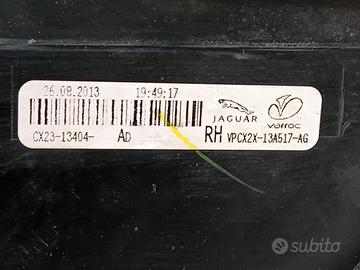 26.08.2013 19:49:17
JAGUAR varroc
CX23-13404- AD RH VPCX2X-13A517-AG
subito